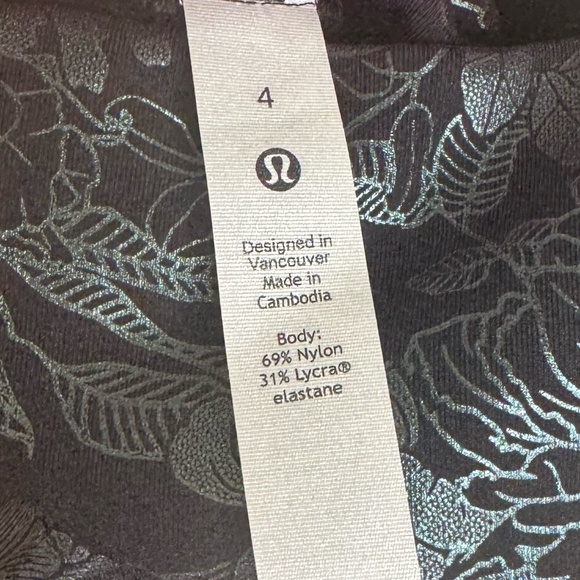 4
Designed in
Vancouver
Made in
Cambodia
Body:
69% Nylon
31% Lycra®
elastane